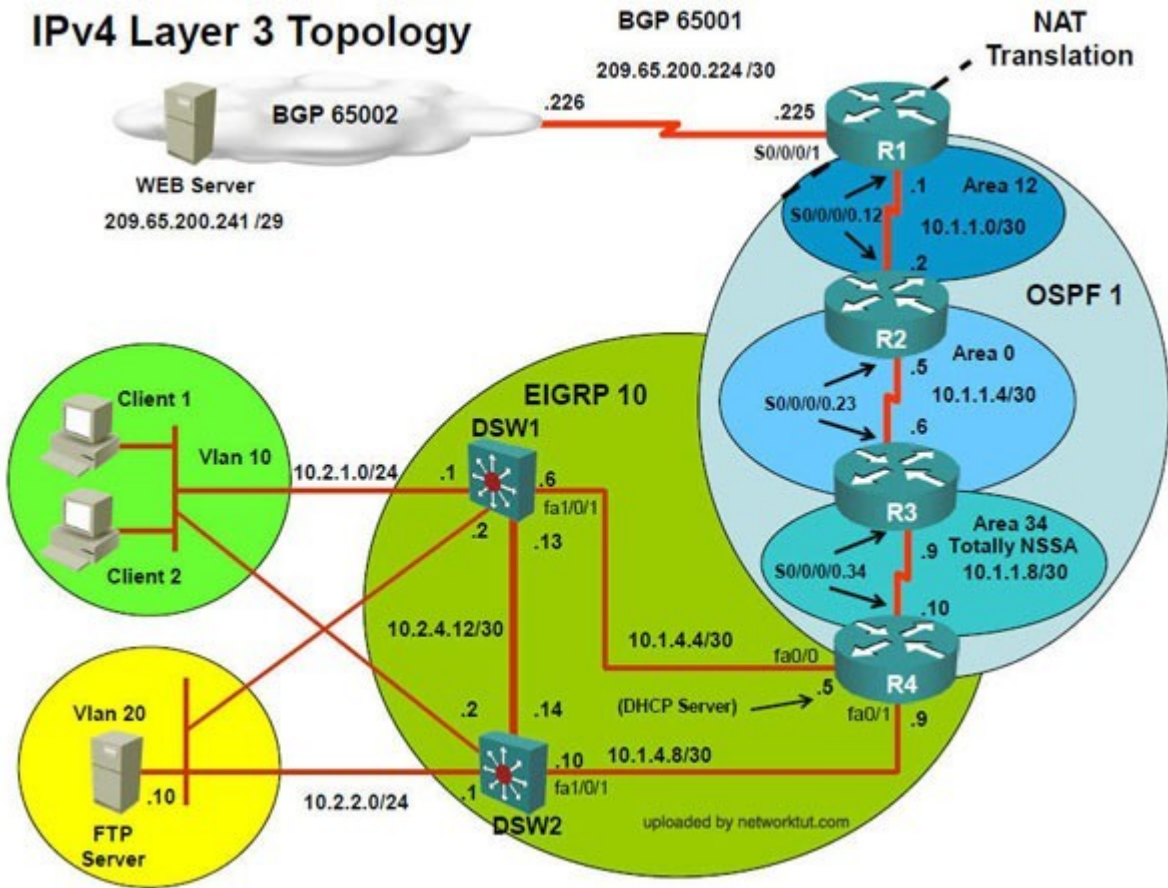 IPv4 Layer 3 Topology
BGP 65001
NAT
Translation
209.65.200.224 /30
BGP 65002
.226
.225
S0/0/0/1
R1
WEB Server
209.65.200.241 /29
.1
Area 12
S0/0/0/0.12
10.1.1.0/30
.2
R2
OSPF 1
Area 0
.5
10.1.1.4/30
S0/0/0/0.23
.6
R3
Area 34
Totally NSSA
.9
10.1.1.8/30
S0/0/0/0.34
.10
R4
Client 1
Vlan 10
Client 2
EIGRP 10
DSW1
10.2.1.0/24
.1
.6
fa1/0/1
.2
.13
10.2.4.12/30
10.1.4.4/30
fa0/0
.5
(DHCP Server)
fa0/1
.9
Vlan 20
.2
.14
.10
10.1.4.8/30
fa1/0/1
.10
10.2.2.0/24
.1
DSW2
FTP
Server
uploaded by networktut.com